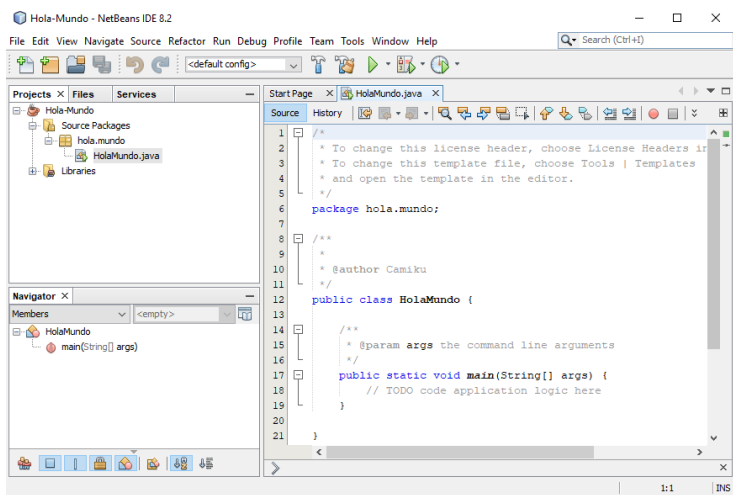 Hola-Mundo - NetBeans IDE 8.2
File Edit View Navigate Source Refactor Run Debug Profile Team Tools Window Help
Search (Ctrl+I)
<default config>
Projects × Files Services
Hola-Mundo
Source Packages
hola.mundo
HolaMundo.java
Libraries
Navigator ×
Members <empty>
HolaMundo
main(String[] args)
Start Page × HolaMundo.java ×
Source History
1 /*
2 * To change this license header, choose License Headers in
3 * To change this template file, choose Tools | Templates
4 * and open the template in the editor.
5 */
6 package hola.mundo;
7
8 /**
9 *
10 * @author Camiku
11 */
12 public class HolaMundo {
13
14 /**
15 * @param args the command line arguments
16 */
17 public static void main(String[] args) {
18 // TODO code application logic here
19 }
20
21 }
1:1 INS